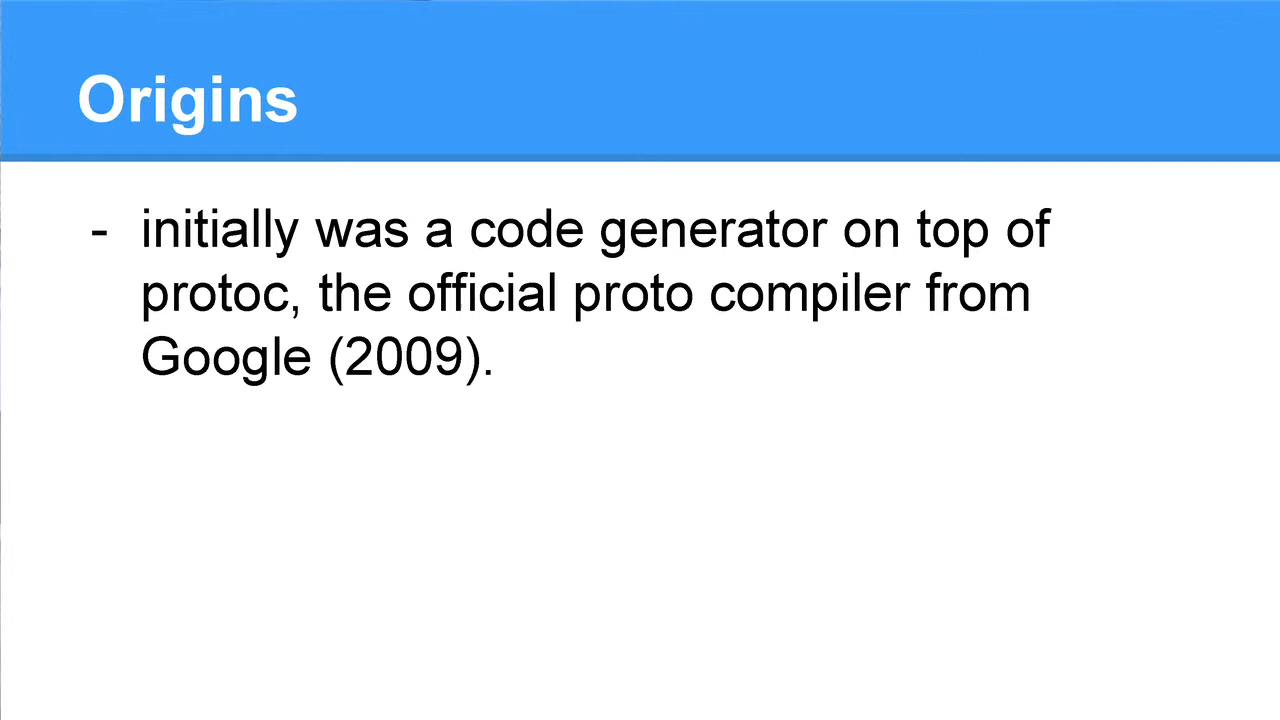 Origins
- initially was a code generator on top of
protoc, the official proto compiler from
Google (2009).